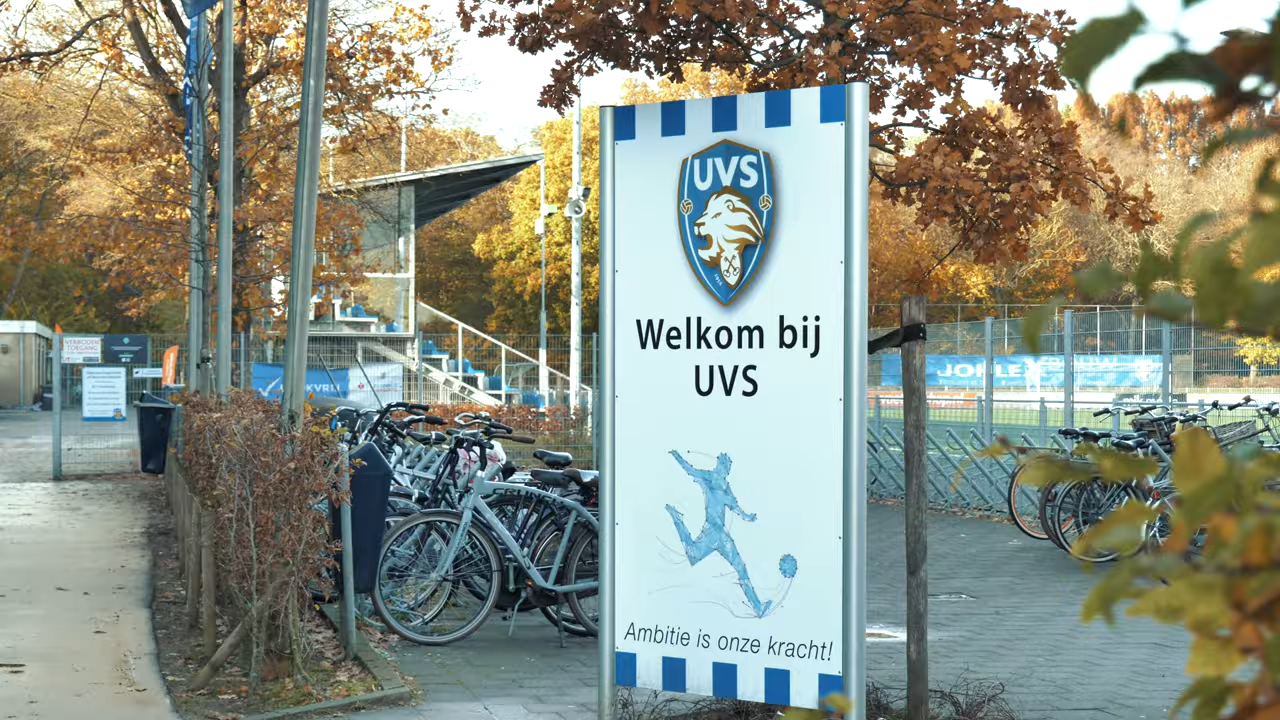 UVS
Welkom bij
UVS
Ambitie is onze kracht!
VERBODEN
TOEGANG